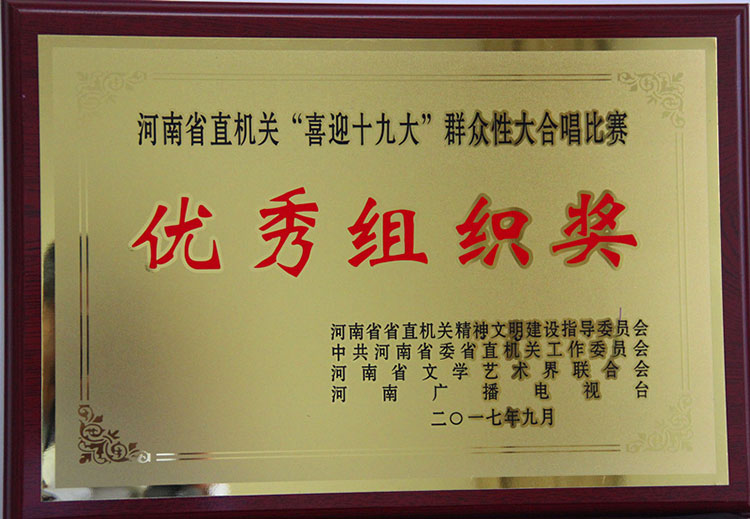 河南省直机关“喜迎十九大”群众性大合唱比赛
优秀组织奖
河南省省直机关精神文明建设指导委员会
中共河南省委省直机关工作委员会
河南省文学艺术界联合会
河南广播电视台
二〇一七年九月